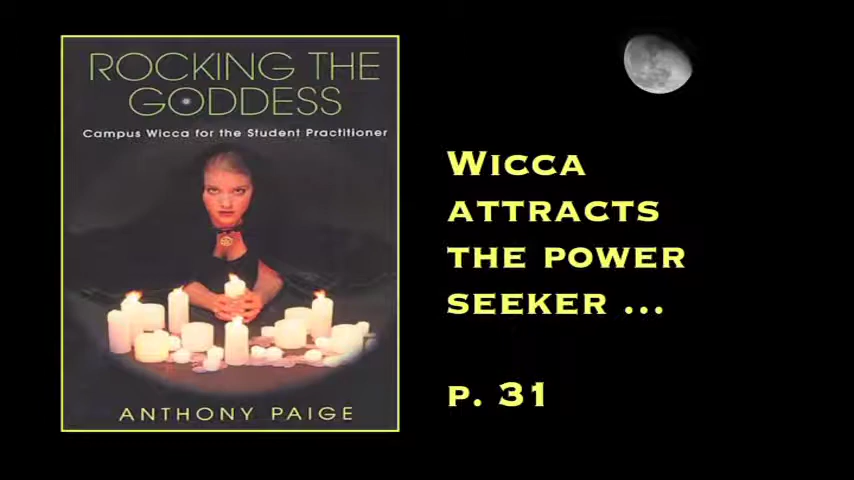 ROCKING THE
GODDESS
Campus Wicca for the Student Practitioner
ANTHONY PAIGE
WICCA
ATTRACTS
THE POWER
SEEKER ...
P. 31